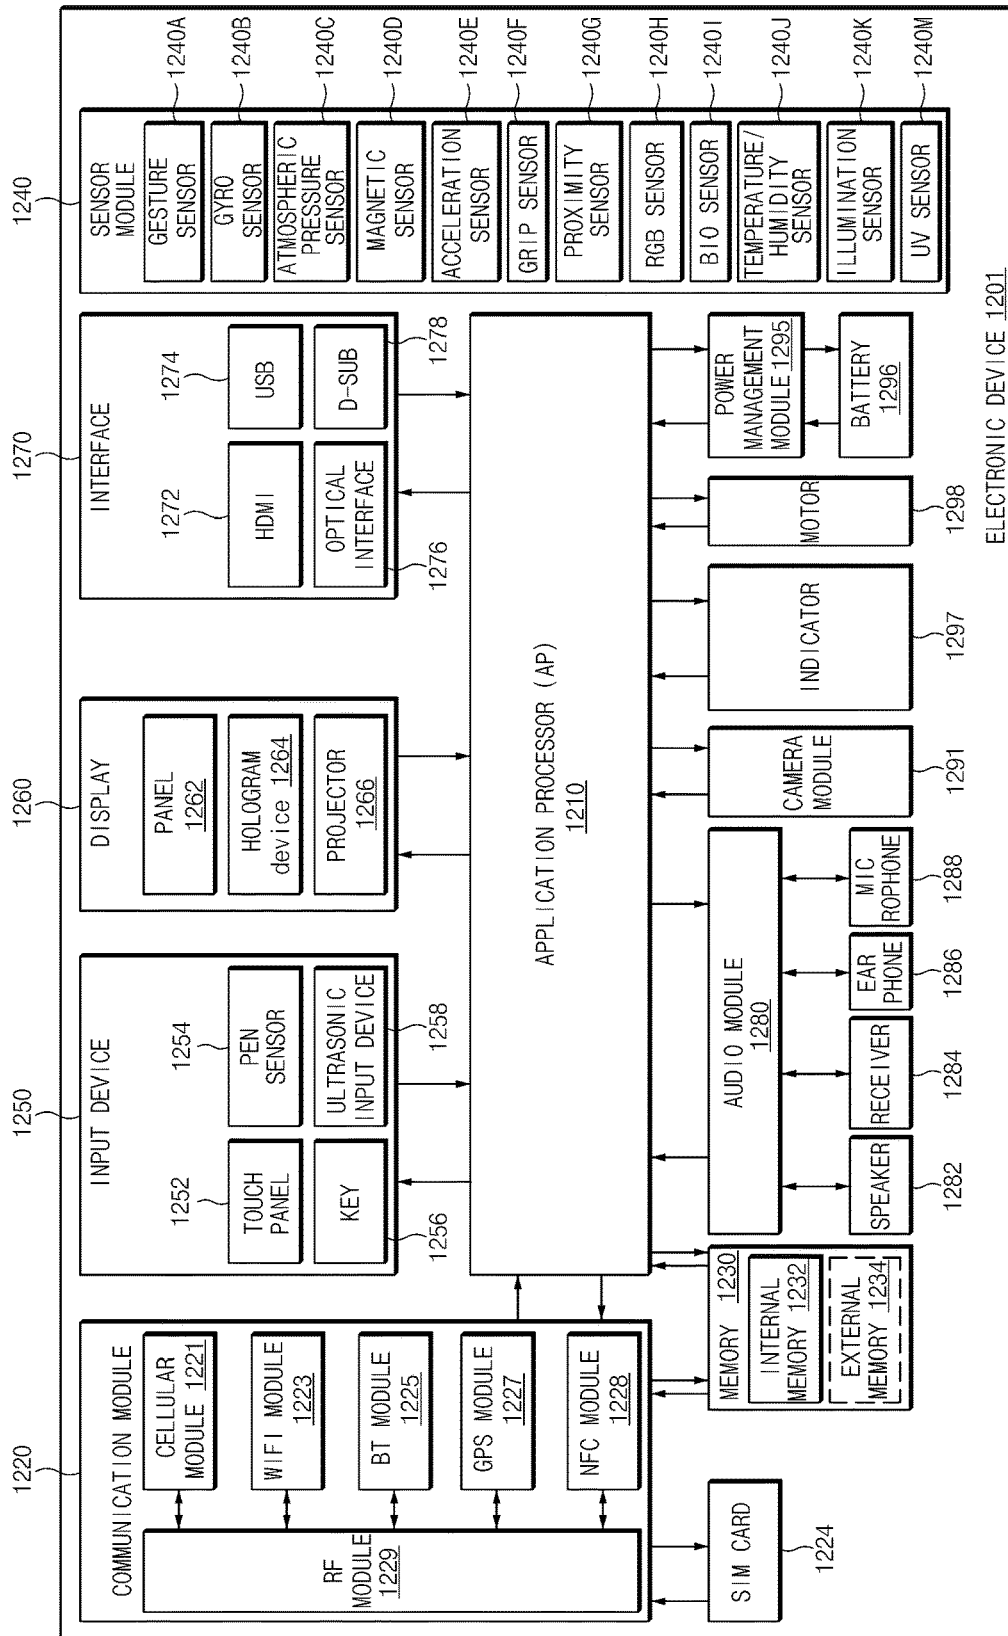 1220
COMMUNICATION MODULE
CELLULAR
MODULE 1221
WIFI MODULE
1223
BT MODULE
1225
GPS MODULE
1227
NFC MODULE
1228
RF
MODULE
1229
SIM CARD
1224
1250
INPUT DEVICE
1252
TOUCH
PANEL
1254
PEN
SENSOR
KEY
1256
ULTRASONIC
INPUT DEVICE
1258
1260
DISPLAY
PANEL
1262
HOLOGRAM
device 1264
PROJECTOR
1266
1270
INTERFACE
1272
HDMI
1274
USB
OPTICAL
INTERFACE
1276
D-SUB
1278
1240
SENSOR
MODULE
GESTURE
SENSOR
1240A
GYRO
SENSOR
1240B
ATMOSPHERIC
PRESSURE
SENSOR
1240C
MAGNETIC
SENSOR
1240D
ACCELERATION
SENSOR
1240E
GRIP SENSOR
1240F
PROXIMITY
SENSOR
1240G
RGB SENSOR
1240H
BIO SENSOR
1240I
TEMPERATURE/
HUMIDITY
SENSOR
1240J
ILLUMINATION
SENSOR
1240K
UV SENSOR
1240M
APPLICATION PROCESSOR (AP)
1210
MEMORY 1230
INTERNAL
MEMORY 1232
EXTERNAL
MEMORY 1234
AUDIO MODULE
1280
SPEAKER
1282
RECEIVER
1284
EAR
PHONE
1286
MIC
ROPHONE
1288
CAMERA
MODULE
1291
INDICATOR
1297
MOTOR
1298
POWER
MANAGEMENT
MODULE 1295
BATTERY
1296
ELECTRONIC DEVICE 1201